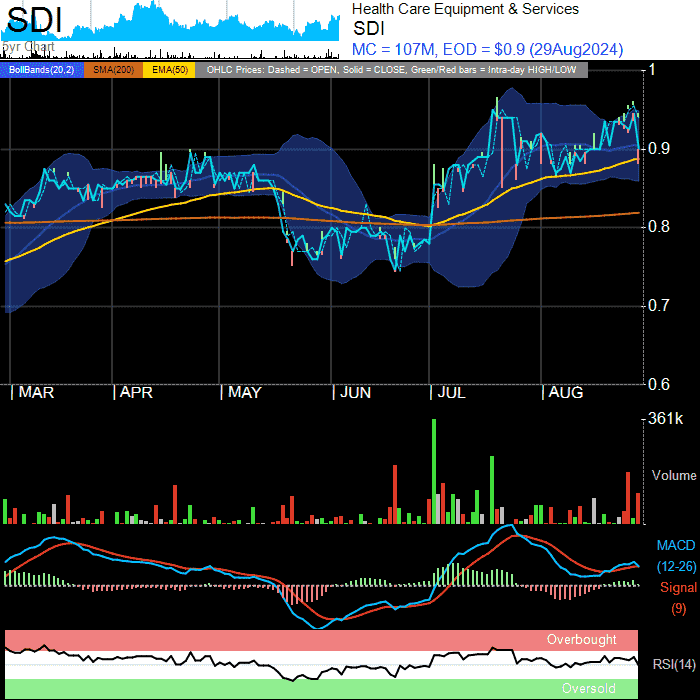 SDI
5yr Chart
Health Care Equipment & Services
SDI
MC = 107M, EOD = $0.9 (29Aug2024)
BollBands(20,2) SMA(200) EMA(50) OHLC Prices: Dashed = OPEN, Solid = CLOSE, Green/Red bars = Intra-day HIGH/LOW
1
0.9
0.8
0.7
0.6
MAR APR MAY JUN JUL AUG
361k
Volume
MACD
(12-26)
Signal
(9)
Overbought
RSI(14)
Oversold